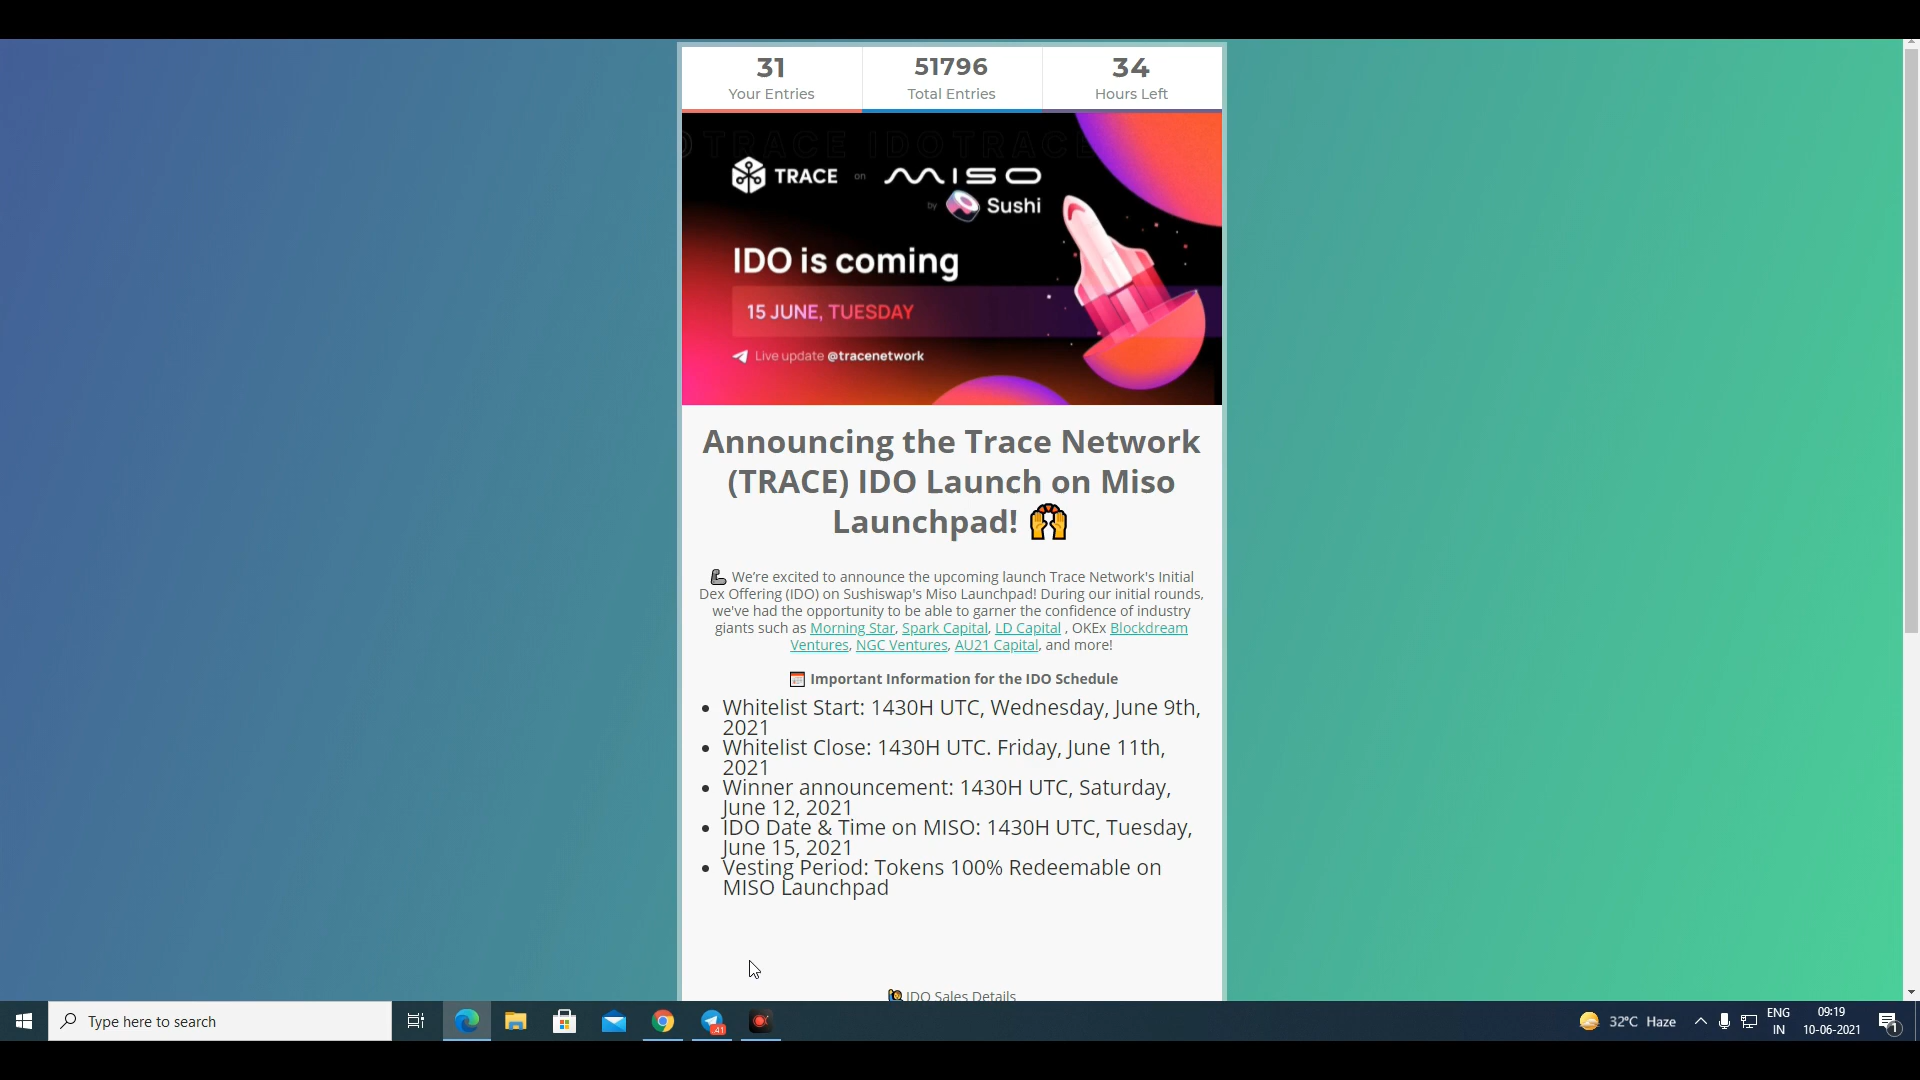 31
Your Entries
51796
Total Entries
34
Hours Left
TRACE IDOTRACE
TRACE on MISO
by Sushi
IDO is coming
15 JUNE, TUESDAY
Live update @tracenetwork
Announcing the Trace Network
(TRACE) IDO Launch on Miso
Launchpad! 🙌
💪 We’re excited to announce the upcoming launch Trace Network's Initial
Dex Offering (IDO) on Sushiswap's Miso Launchpad! During our initial rounds,
we've had the opportunity to be able to garner the confidence of industry
giants such as Morning Star, Spark Capital, LD Capital , OKEx Blockdream
Ventures, NGC Ventures, AU21 Capital, and more!
📅 Important Information for the IDO Schedule
• Whitelist Start: 1430H UTC, Wednesday, June 9th,
2021
• Whitelist Close: 1430H UTC. Friday, June 11th,
2021
• Winner announcement: 1430H UTC, Saturday,
June 12, 2021
• IDO Date & Time on MISO: 1430H UTC, Tuesday,
June 15, 2021
• Vesting Period: Tokens 100% Redeemable on
MISO Launchpad
IDO Sales Details
Type here to search
41
32°C Haze
ENG
IN
09:19
10-06-2021
1